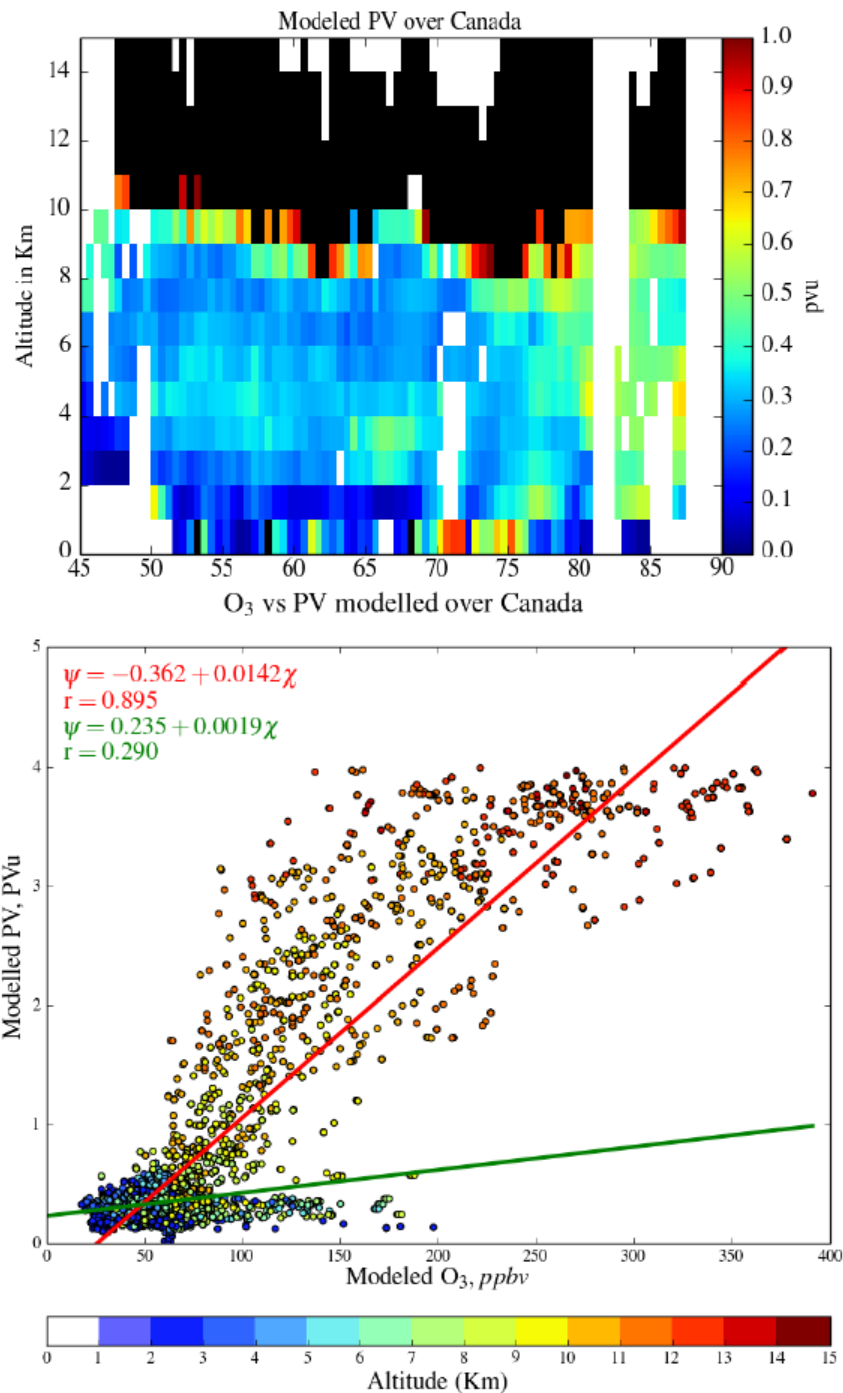 Modeled PV over Canada
14
12
10
8
6
4
2
0
Altitude in Km
45 50 55 60 65 70 75 80 85 90
1.0
0.9
0.8
0.7
0.6
0.5
0.4
0.3
0.2
0.1
0.0
pvu
O₃ vs PV modelled over Canada
ψ = −0.362 + 0.0142χ
r = 0.895
ψ = 0.235 + 0.0019χ
r = 0.290
5
4
3
2
1
0
Modelled PV, PVu
0 50 100 150 200 250 300 350 400
Modeled O₃, ppbv
0 1 2 3 4 5 6 7 8 9 10 11 12 13 14 15
Altitude (Km)